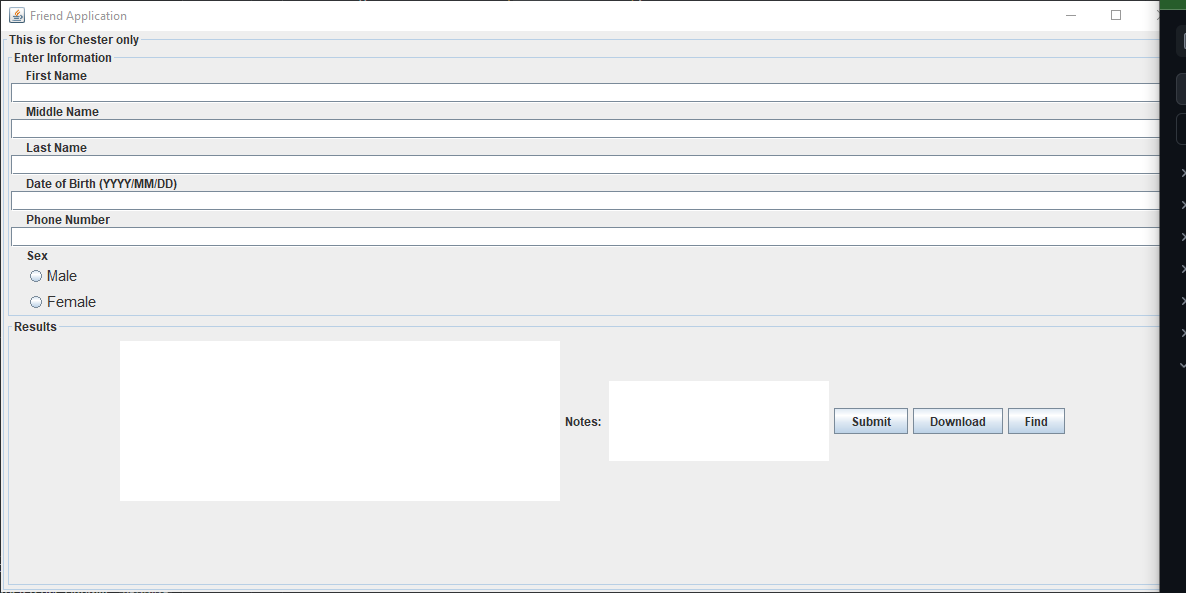 Friend Application
This is for Chester only
Enter Information
First Name
Middle Name
Last Name
Date of Birth (YYYY/MM/DD)
Phone Number
Sex
Male
Female
Results
Notes:
Submit
Download
Find